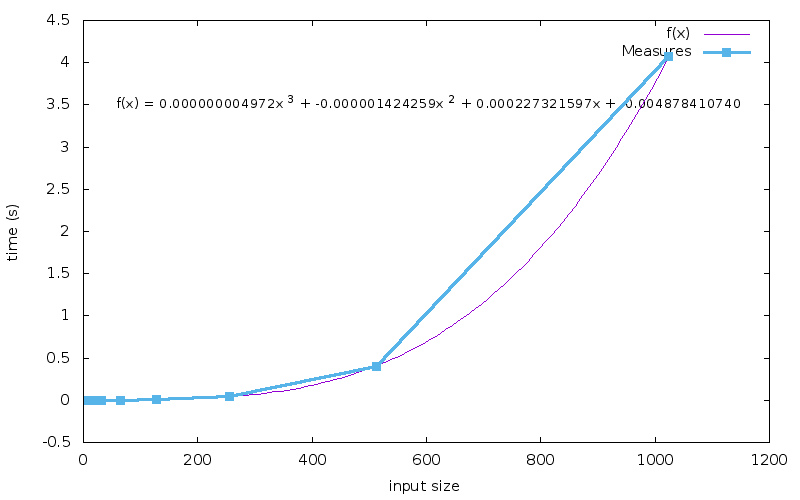 4.5
f(x)
Measures
4
f(x) = 0.000000004972x 3 + -0.000001424259x 2 + 0.000227321597x + -0.004878410740
3.5
3
2.5
time (s)
2
1.5
1
0.5
0
-0.5
0 200 400 600 800 1000 1200
input size